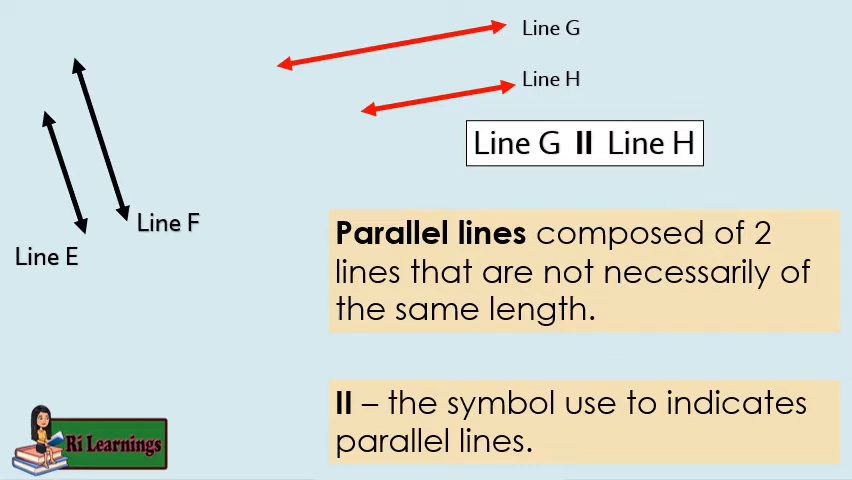 Line G
Line H
Line G II Line H
Line F
Line E
Parallel lines composed of 2
lines that are not necessarily of
the same length.
II – the symbol use to indicates
parallel lines.
Ri Learnings